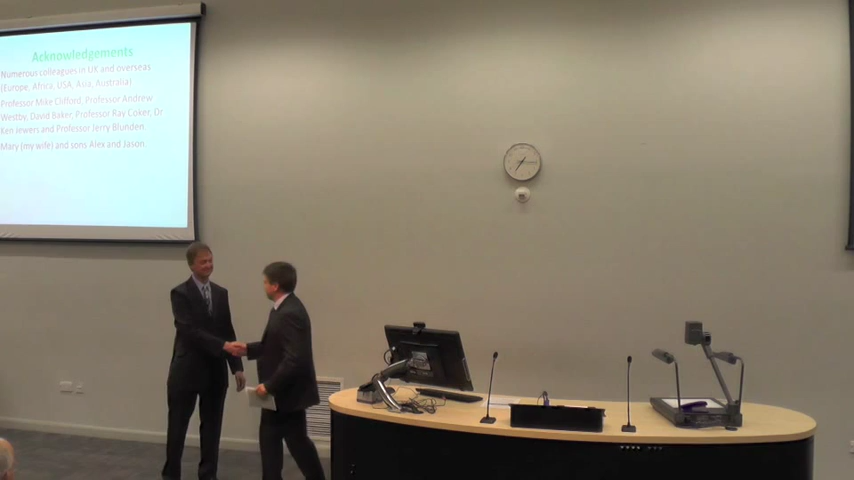 Acknowledgements
Numerous colleagues in UK and overseas
(Europe, Africa, USA, Asia, Australia)
Professor Mike Clifford, Professor Andrew
Westby, David Baker, Professor Ray Coker, Dr
Ken Jewers and Professor Jerry Blunden
Mary (my wife) and sons Alex and Jason.